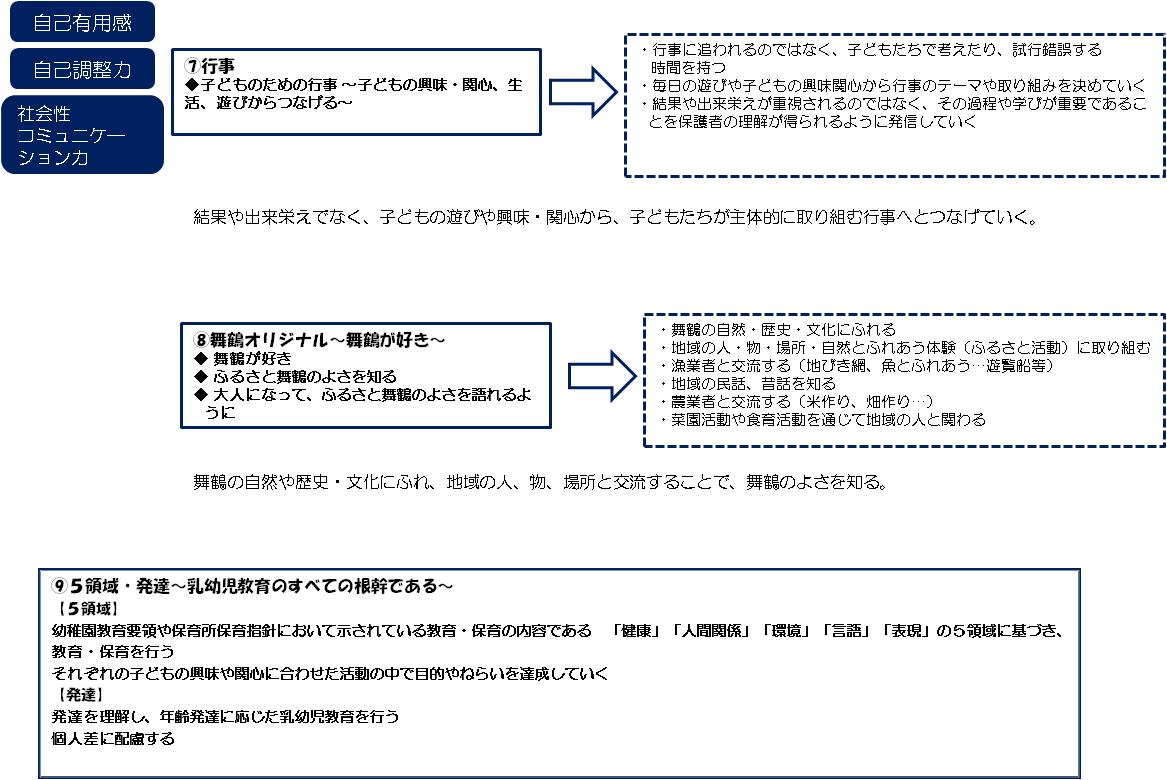 自己有用感
自己調整力
社会性
コミュニケー
ション力
⑦行事
◆子どものための行事 ～子どもの興味・関心、生
活、遊びからつなげる～
・行事に追われるのではなく、子どもたちで考えたり、試行錯誤する
時間を持つ
・毎日の遊びや子どもの興味関心から行事のテーマや取り組みを決めていく
・結果や出来栄えが重視されるのではなく、その過程や学びが重要であるこ
とを保護者の理解が得られるように発信していく
結果や出来栄えでなく、子どもの遊びや興味・関心から、子どもたちが主体的に取り組む行事へとつなげていく。
⑧舞鶴オリジナル～舞鶴が好き～
◆ 舞鶴が好き
◆ ふるさと舞鶴のよさを知る
◆ 大人になって、ふるさと舞鶴のよさを語れるよ
うに
・舞鶴の自然・歴史・文化にふれる
・地域の人・物・場所・自然とふれあう体験（ふるさと活動）に取り組む
・漁業者と交流する（地びき網、魚とふれあう…遊覧船等）
・地域の民話、昔話を知る
・農業者と交流する（米作り、畑作り…）
・菜園活動や食育活動を通じて地域の人と関わる
舞鶴の自然や歴史・文化にふれ、地域の人、物、場所と交流することで、舞鶴のよさを知る。
⑨５領域・発達～乳幼児教育のすべての根幹である～
【５領域】
幼稚園教育要領や保育所保育指針において示されている教育・保育の内容である　「健康」「人間関係」「環境」「言語」「表現」の５領域に基づき、
教育・保育を行う
それぞれの子どもの興味や関心に合わせた活動の中で目的やねらいを達成していく
【発達】
発達を理解し、年齢発達に応じた乳幼児教育を行う
個人差に配慮する